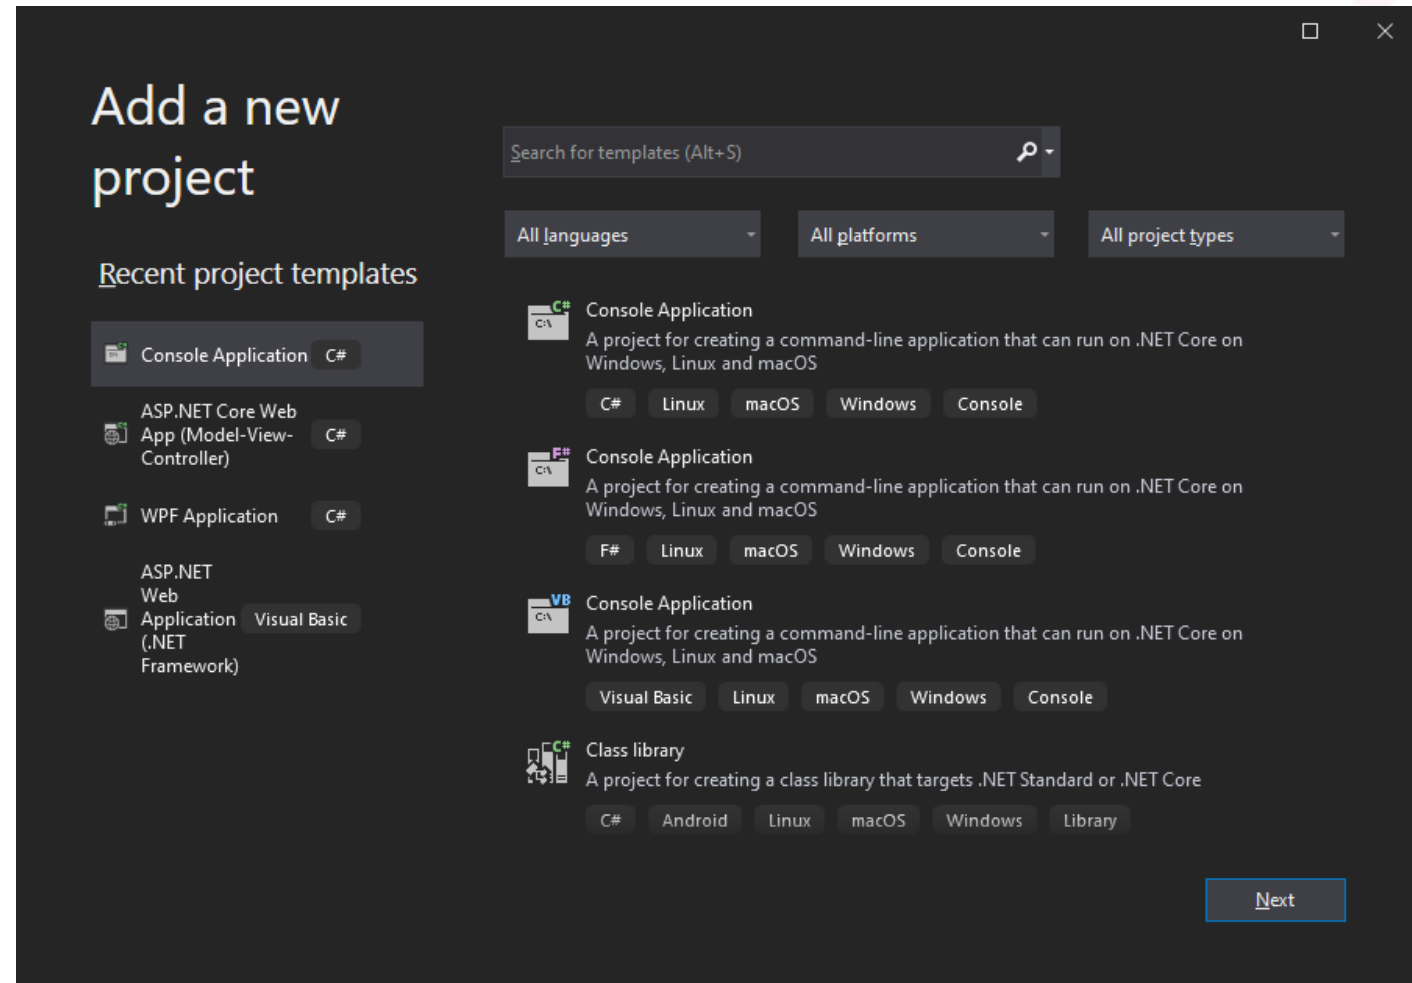 Add a new
project
Search for templates (Alt+S)
All languages
All platforms
All project types
Recent project templates
Console Application C#
ASP.NET Core Web
App (Model-View-
Controller)
C#
WPF Application C#
ASP.NET
Web
Application
(.NET
Framework)
Visual Basic
C#
C:\
Console Application
A project for creating a command-line application that can run on .NET Core on
Windows, Linux and macOS
C# Linux macOS Windows Console
F#
C:\
Console Application
A project for creating a command-line application that can run on .NET Core on
Windows, Linux and macOS
F# Linux macOS Windows Console
VB
C:\
Console Application
A project for creating a command-line application that can run on .NET Core on
Windows, Linux and macOS
Visual Basic Linux macOS Windows Console
C#
Class library
A project for creating a class library that targets .NET Standard or .NET Core
C# Android Linux macOS Windows Library
Next